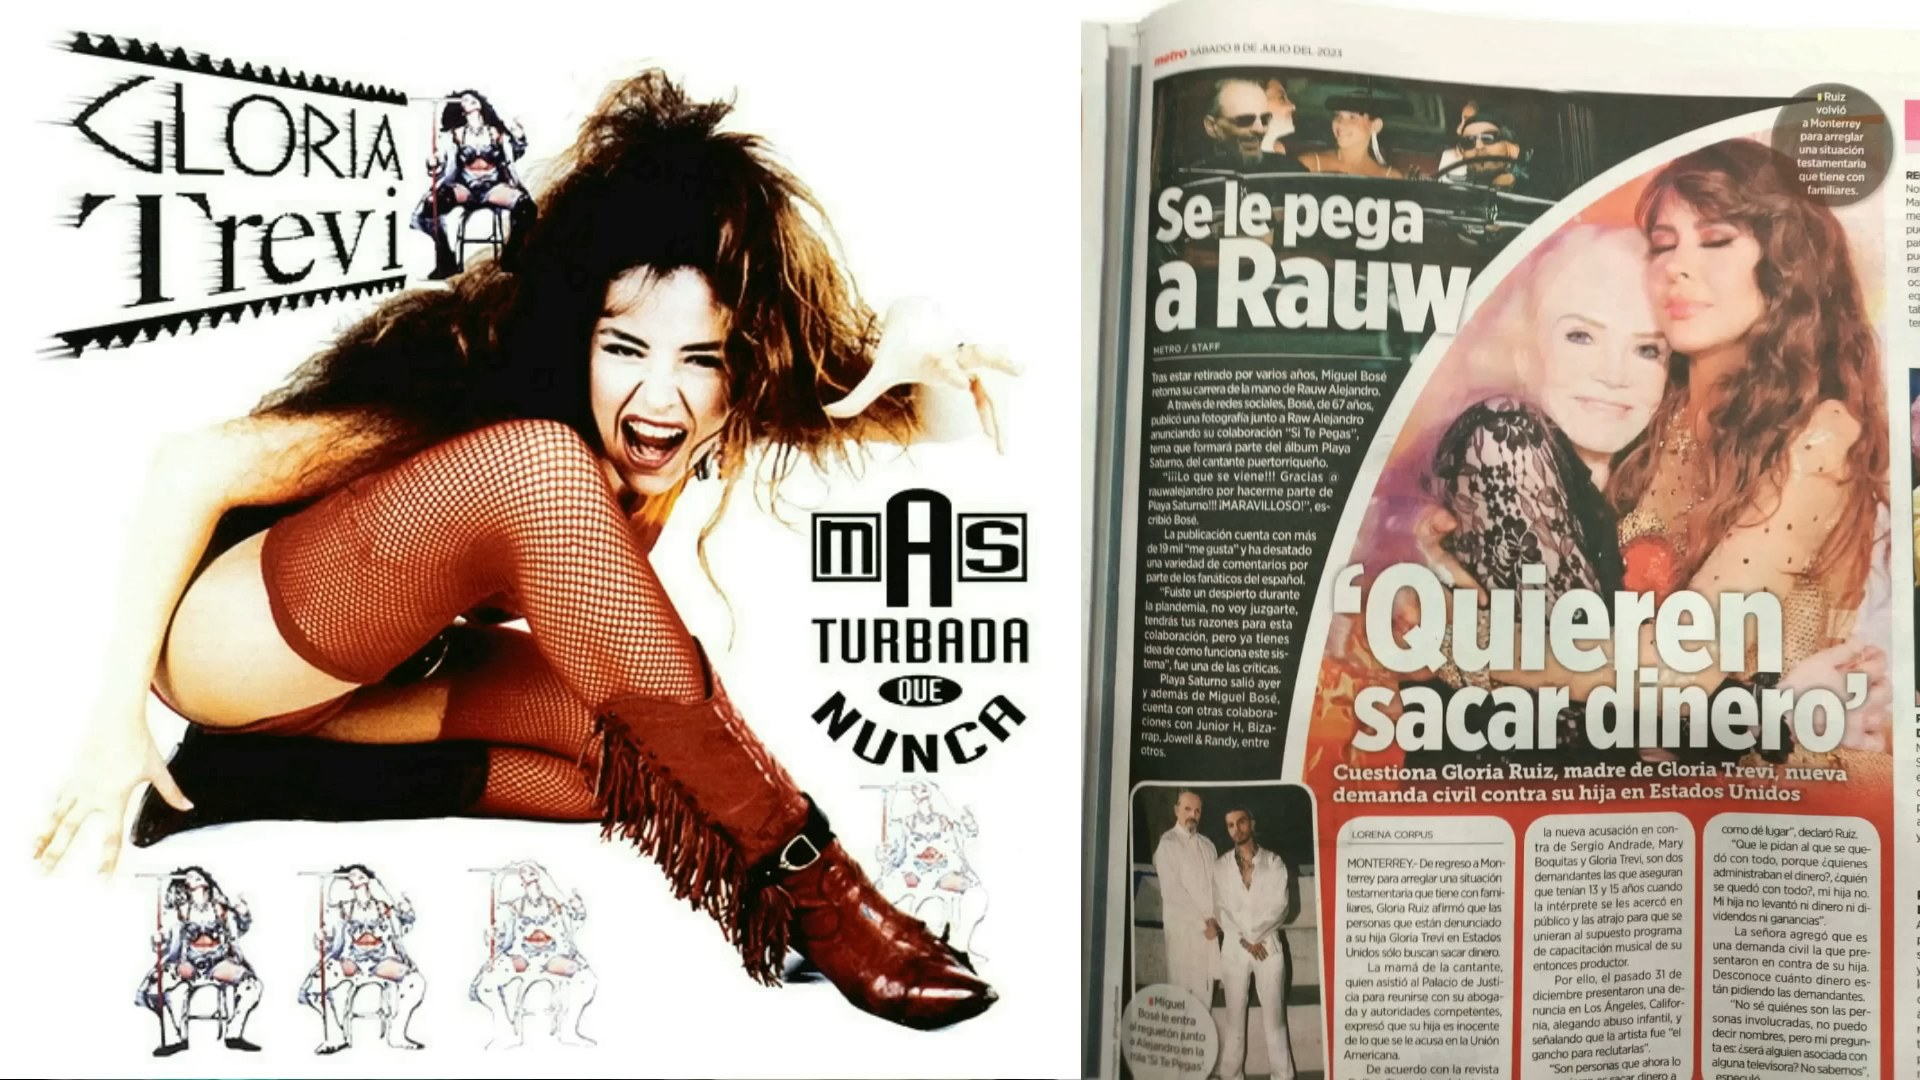 GLORIA
Trevi
MAS
TURBADA
QUE
NUNCA
metro SÁBADO 8 DE JULIO DEL 2023
Se le pega
a Rauw
METRO / STAFF
Tras estar retirado por varios años, Miguel Bosé
retoma su carrera de la mano de Rauw Alejandro.
A través de redes sociales, Bosé, de 67 años,
publicó una fotografía junto a Raw Alejandro
anunciando su colaboración "Si Te Pegas",
tema que formará parte del álbum Playa
Saturno, del cantante puertorriqueño.
"¡¡¡Lo que se viene!!! Gracias @
rauwalejandro por hacerme parte de
Playa Saturno!!! ¡MARAVILLOSO!", es-
cribió Bosé.
La publicación cuenta con más
de 19 mil "me gusta" y ha desatado
una variedad de comentarios por
parte de los fanáticos del español.
"Fuiste un despierto durante
la plandemia, no voy juzgarte,
tendrás tus razones para esta
colaboración, pero ya tienes
idea de cómo funciona este sis-
tema", fue una de las críticas.
Playa Saturno salió ayer
y además de Miguel Bosé,
cuenta con otras colabora-
ciones con Junior H, Biza-
rrap, Jowell & Randy, entre
otros.
Miguel
Bosé le entra
al reguetón junto
a Alejandro en la
rola "Si Te Pegas".
Ruiz
volvió
a Monterrey
para arreglar
una situación
testamentaria
que tiene con
familiares.
'Quieren
sacar dinero'
Cuestiona Gloria Ruiz, madre de Gloria Trevi, nueva
demanda civil contra su hija en Estados Unidos
LORENA CORPUS
MONTERREY.- De regreso a Mon-
terrey para arreglar una situación
testamentaria que tiene con fami-
liares, Gloria Ruiz afirmó que las
personas que están denunciado
a su hija Gloria Trevi en Estados
Unidos sólo buscan sacar dinero.
La mamá de la cantante,
quien asistió al Palacio de Justi-
cia para reunirse con su aboga-
da y autoridades competentes,
expresó que su hija es inocente
de lo que se le acusa en la Unión
Americana.
De acuerdo con la revista
la nueva acusación en con-
tra de Sergio Andrade, Mary
Boquitas y Gloria Trevi, son dos
demandantes las que aseguran
que tenían 13 y 15 años cuando
la intérprete se les acercó en
público y las atrajo para que se
unieran al supuesto programa
de capacitación musical de su
entonces productor.
Por ello, el pasado 31 de
diciembre presentaron una de-
nuncia en Los Ángeles, Califor-
nia, alegando abuso infantil, y
señalando que la artista fue "el
gancho para reclutarlas".
"Son personas que ahora lo
sacar dinero a
como dé lugar", declaró Ruiz.
"Que le pidan al que se que-
dó con todo, porque ¿quienes
administraban el dinero?, ¿quién
se quedó con todo?, mi hija no.
Mi hija no levantó ni dinero ni di-
videndos ni ganancias".
La señora agregó que es
una demanda civil la que pre-
sentaron en contra de su hija.
Desconoce cuánto dinero es-
tán pidiendo las demandantes.
"No sé quiénes son las per-
sonas involucradas, no puedo
decir nombres, pero mi pregun-
ta es: ¿será alguien asociada con
alguna televisora? No sabemos",
especuló